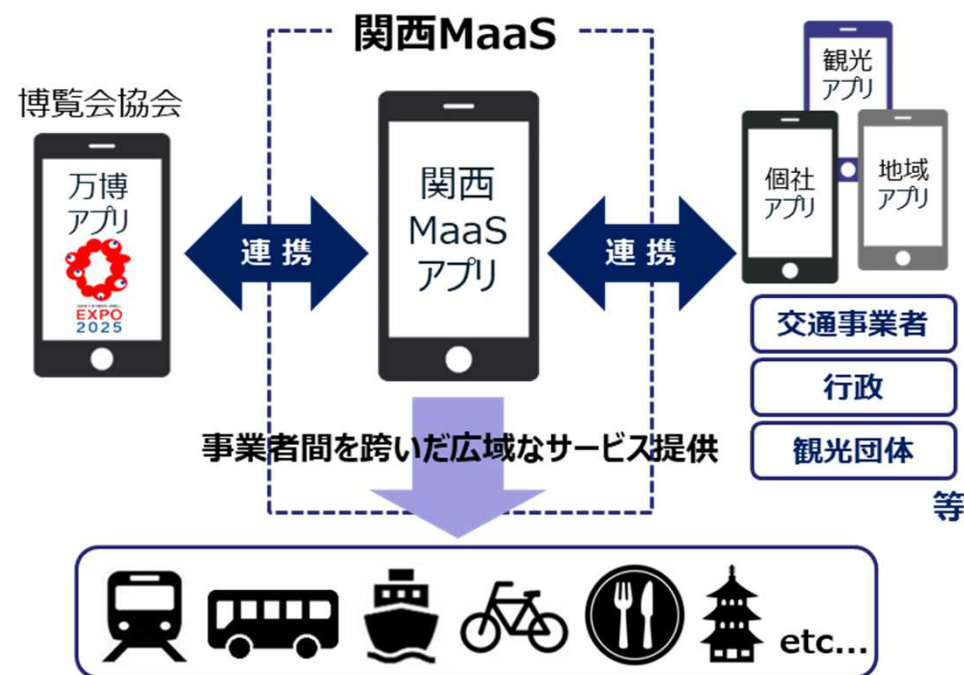 関西MaaS
博覧会協会
万博
アプリ
EXPO
2025
連携
関西
MaaS
アプリ
連携
観光
アプリ
個社
アプリ
地域
アプリ
交通事業者
行政
観光団体
等
事業者間を跨いだ広域なサービス提供
etc...